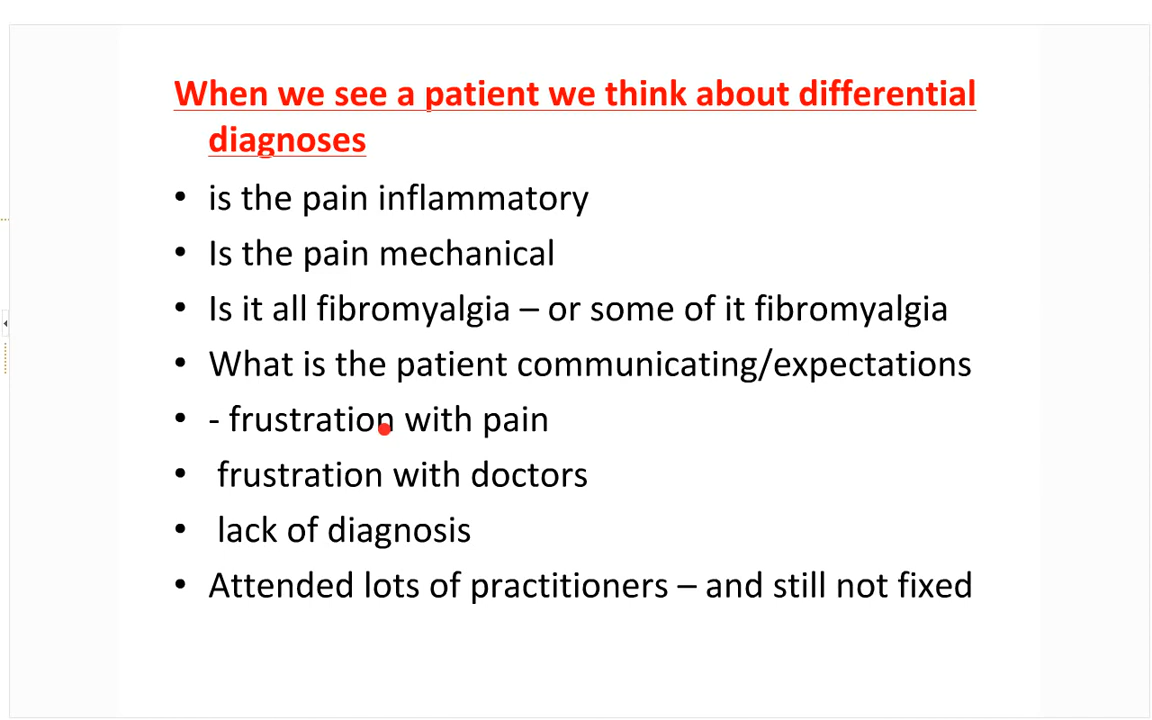 When we see a patient we think about differential
diagnoses
• is the pain inflammatory
• Is the pain mechanical
• Is it all fibromyalgia – or some of it fibromyalgia
• What is the patient communicating/expectations
• - frustration with pain
• frustration with doctors
• lack of diagnosis
• Attended lots of practitioners – and still not fixed